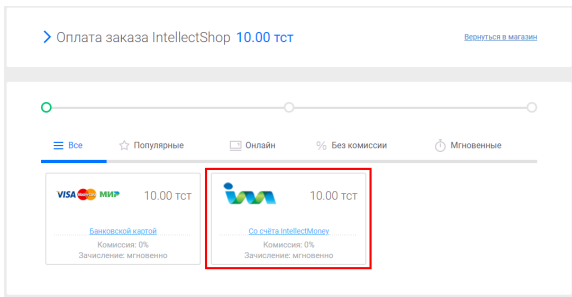 Оплата заказа IntellectShop 10.00 тст
Вернуться в магазин
Все
Популярные
Онлайн
% Без комиссии
Мгновенные
VISA MasterCard МИР 10.00 тст
Банковской картой
Комиссия: 0%
Зачисление: мгновенно
10.00 тст
Со счёта IntellectMoney
Комиссия: 0%
Зачисление: мгновенно